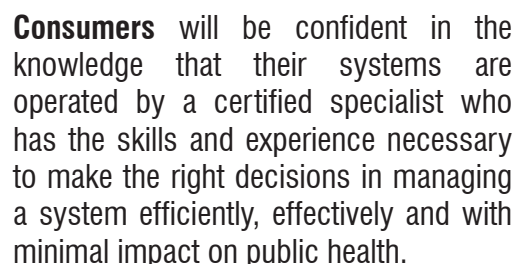 Consumers will be confident in the
knowledge that their systems are
operated by a certified specialist who
has the skills and experience necessary
to make the right decisions in managing
a system efficiently, effectively and with
minimal impact on public health.